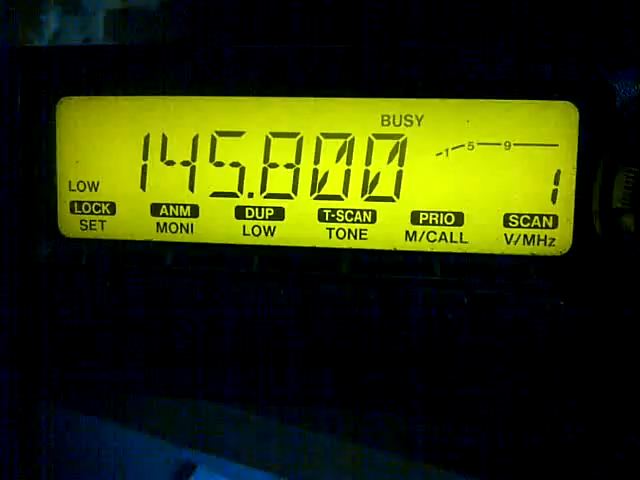 BUSY
145.800
1 5 9
LOW
1
LOCK ANM DUP T-SCAN PRIO SCAN
SET MONI LOW TONE M/CALL V/MHz